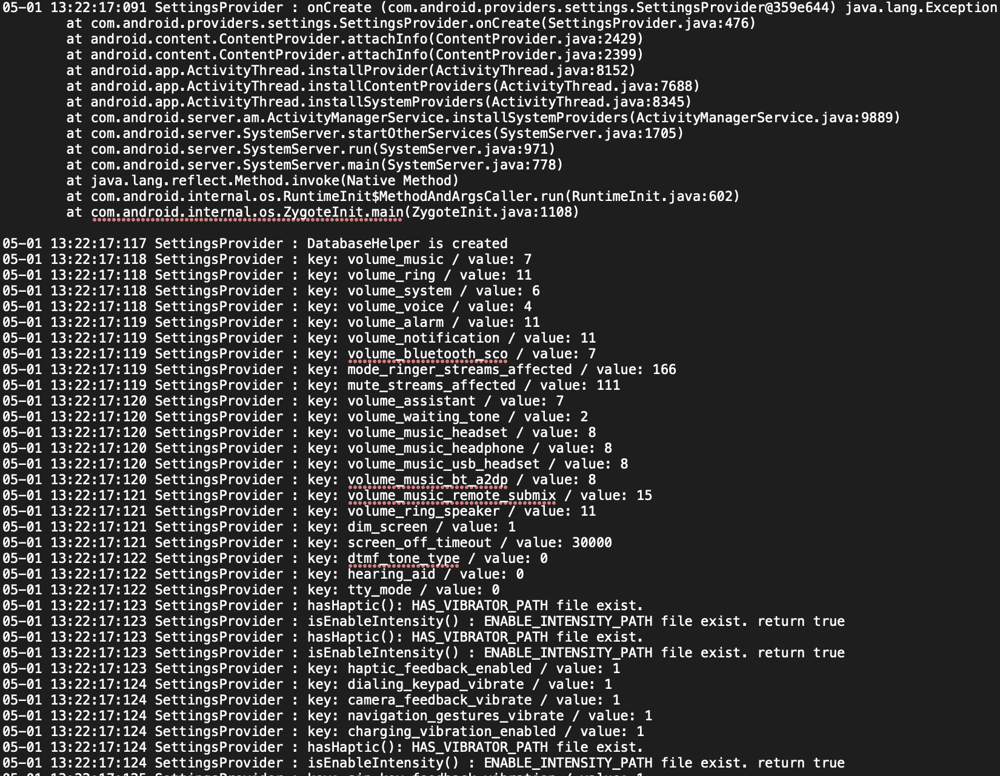 05-01 13:22:17:091 SettingsProvider : onCreate (com.android.providers.settings.SettingsProvider@359e644) java.lang.Exception
at com.android.providers.settings.SettingsProvider.onCreate(SettingsProvider.java:476)
at android.content.ContentProvider.attachInfo(ContentProvider.java:2429)
at android.content.ContentProvider.attachInfo(ContentProvider.java:2399)
at android.app.ActivityThread.installProvider(ActivityThread.java:8152)
at android.app.ActivityThread.installContentProviders(ActivityThread.java:7688)
at android.app.ActivityThread.installSystemProviders(ActivityThread.java:8345)
at com.android.server.am.ActivityManagerService.installSystemProviders(ActivityManagerService.java:9889)
at com.android.server.SystemServer.startOtherServices(SystemServer.java:1705)
at com.android.server.SystemServer.run(SystemServer.java:971)
at com.android.server.SystemServer.main(SystemServer.java:778)
at java.lang.reflect.Method.invoke(Native Method)
at com.android.internal.os.RuntimeInit$MethodAndArgsCaller.run(RuntimeInit.java:602)
at com.android.internal.os.ZygoteInit.main(ZygoteInit.java:1108)
05-01 13:22:17:117 SettingsProvider : DatabaseHelper is created
05-01 13:22:17:118 SettingsProvider : key: volume_music / value: 7
05-01 13:22:17:118 SettingsProvider : key: volume_ring / value: 11
05-01 13:22:17:118 SettingsProvider : key: volume_system / value: 6
05-01 13:22:17:118 SettingsProvider : key: volume_voice / value: 4
05-01 13:22:17:119 SettingsProvider : key: volume_alarm / value: 11
05-01 13:22:17:119 SettingsProvider : key: volume_notification / value: 11
05-01 13:22:17:119 SettingsProvider : key: volume_bluetooth_sco / value: 7
05-01 13:22:17:119 SettingsProvider : key: mode_ringer_streams_affected / value: 166
05-01 13:22:17:119 SettingsProvider : key: mute_streams_affected / value: 111
05-01 13:22:17:120 SettingsProvider : key: volume_assistant / value: 7
05-01 13:22:17:120 SettingsProvider : key: volume_waiting_tone / value: 2
05-01 13:22:17:120 SettingsProvider : key: volume_music_headset / value: 8
05-01 13:22:17:120 SettingsProvider : key: volume_music_headphone / value: 8
05-01 13:22:17:120 SettingsProvider : key: volume_music_usb_headset / value: 8
05-01 13:22:17:120 SettingsProvider : key: volume_music_bt_a2dp / value: 8
05-01 13:22:17:121 SettingsProvider : key: volume_music_remote_submix / value: 15
05-01 13:22:17:121 SettingsProvider : key: volume_ring_speaker / value: 11
05-01 13:22:17:121 SettingsProvider : key: dim_screen / value: 1
05-01 13:22:17:121 SettingsProvider : key: screen_off_timeout / value: 30000
05-01 13:22:17:122 SettingsProvider : key: dtmf_tone_type / value: 0
05-01 13:22:17:122 SettingsProvider : key: hearing_aid / value: 0
05-01 13:22:17:122 SettingsProvider : key: tty_mode / value: 0
05-01 13:22:17:123 SettingsProvider : hasHaptic(): HAS_VIBRATOR_PATH file exist.
05-01 13:22:17:123 SettingsProvider : isEnableIntensity() : ENABLE_INTENSITY_PATH file exist. return true
05-01 13:22:17:123 SettingsProvider : hasHaptic(): HAS_VIBRATOR_PATH file exist.
05-01 13:22:17:123 SettingsProvider : isEnableIntensity() : ENABLE_INTENSITY_PATH file exist. return true
05-01 13:22:17:123 SettingsProvider : key: haptic_feedback_enabled / value: 1
05-01 13:22:17:124 SettingsProvider : key: dialing_keypad_vibrate / value: 1
05-01 13:22:17:124 SettingsProvider : key: camera_feedback_vibrate / value: 1
05-01 13:22:17:124 SettingsProvider : key: navigation_gestures_vibrate / value: 1
05-01 13:22:17:124 SettingsProvider : key: charging_vibration_enabled / value: 1
05-01 13:22:17:124 SettingsProvider : hasHaptic(): HAS_VIBRATOR_PATH file exist.
05-01 13:22:17:124 SettingsProvider : isEnableIntensity() : ENABLE_INTENSITY_PATH file exist. return true